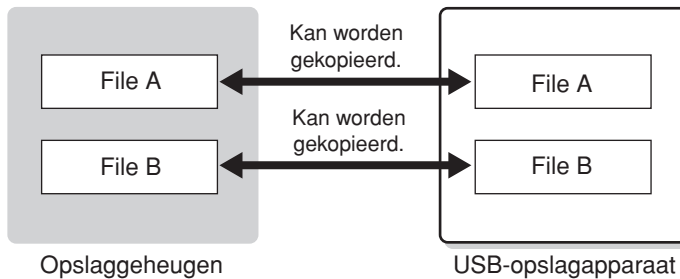 Kan worden
gekopieerd.
File A
File A
Kan worden
gekopieerd.
File B
File B
Opslaggeheugen
USB-opslagapparaat